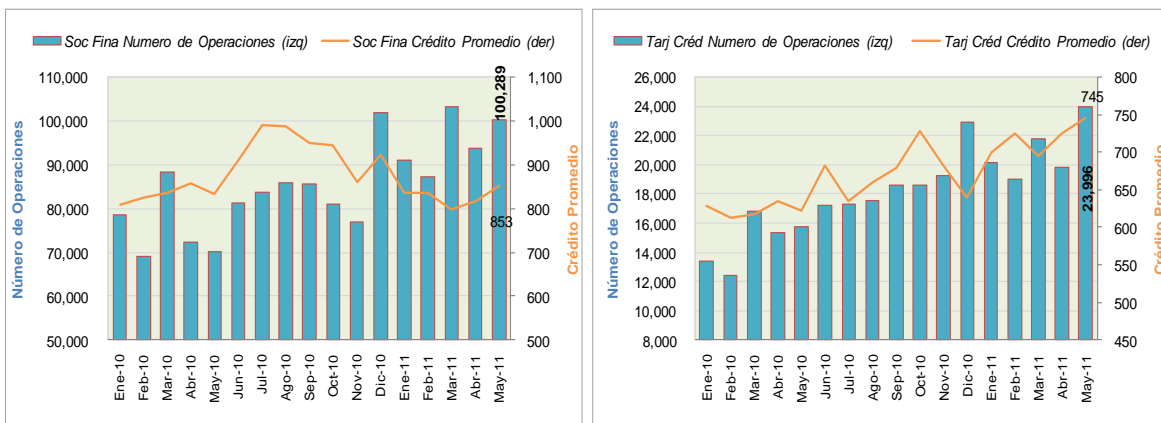 Soc Fina Numero de Operaciones (izq) Soc Fina Crédito Promedio (der)
110,000
100,000
90,000
80,000
70,000
60,000
50,000
Número de Operaciones
1,100
1,000
900
800
700
600
500
Crédito Promedio
100,289
853
Ene-10
Feb-10
Mar-10
Abr-10
May-10
Jun-10
Jul-10
Ago-10
Sep-10
Oct-10
Nov-10
Dic-10
Ene-11
Feb-11
Mar-11
Abr-11
May-11
Tarj Créd Numero de Operaciones (izq) Tarj Créd Crédito Promedio (der)
26,000
24,000
22,000
20,000
18,000
16,000
14,000
12,000
10,000
8,000
Número de Operaciones
800
750
700
650
600
550
500
450
Crédito Promedio
745
23,996
Ene-10
Feb-10
Mar-10
Abr-10
May-10
Jun-10
Jul-10
Ago-10
Sep-10
Oct-10
Nov-10
Dic-10
Ene-11
Feb-11
Mar-11
Abr-11
May-11